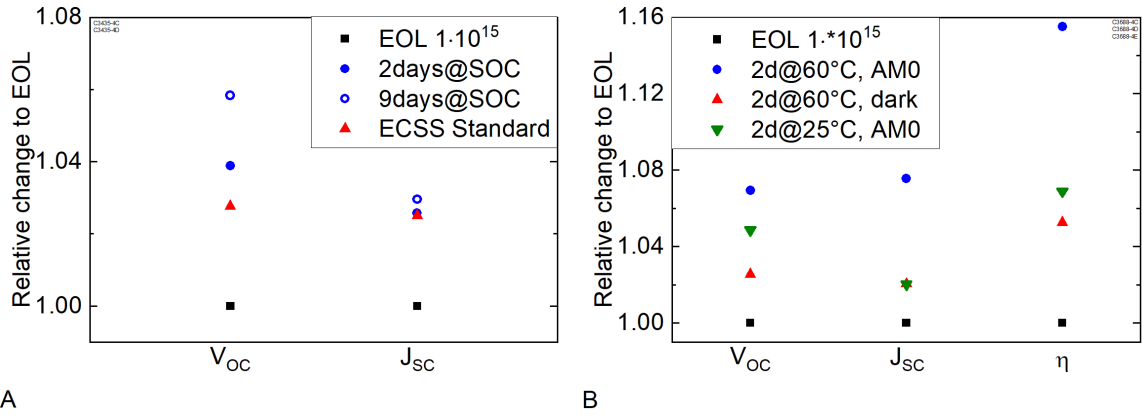 1.08
1.04
1.00
Relative change to EOL
C3435-4C
C3435-4D
EOL 1·10¹⁵
2days@SOC
9days@SOC
ECSS Standard
V_OC
J_SC
A
1.16
1.12
1.08
1.04
1.00
Relative change to EOL
C3688-4C
C3688-4D
C3688-4E
EOL 1·*10¹⁵
2d@60°C, AM0
2d@60°C, dark
2d@25°C, AM0
V_OC
J_SC
η
B